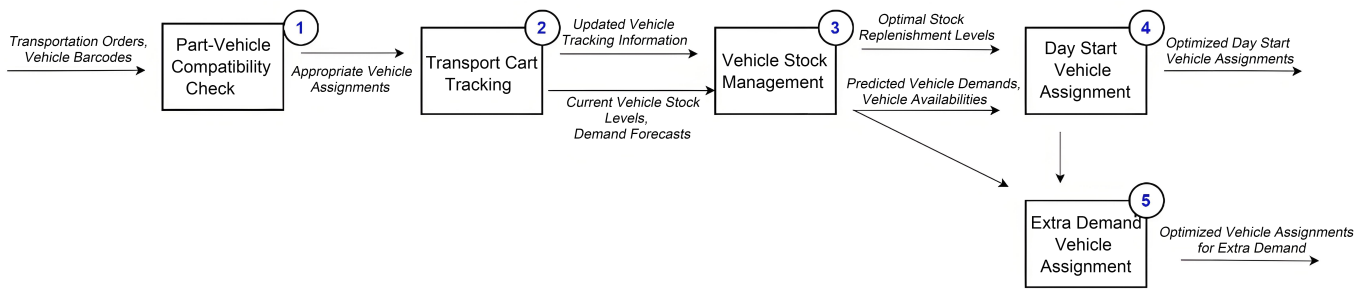 Transportation Orders,
Vehicle Barcodes
1
Part-Vehicle
Compatibility
Check
Appropriate Vehicle
Assignments
2
Transport Cart
Tracking
Updated Vehicle
Tracking Information
Current Vehicle Stock
Levels,
Demand Forecasts
3
Vehicle Stock
Management
Optimal Stock
Replenishment Levels
Predicted Vehicle Demands,
Vehicle Availabilities
4
Day Start
Vehicle
Assignment
Optimized Day Start
Vehicle Assignments
5
Extra Demand
Vehicle
Assignment
Optimized Vehicle Assignments
for Extra Demand